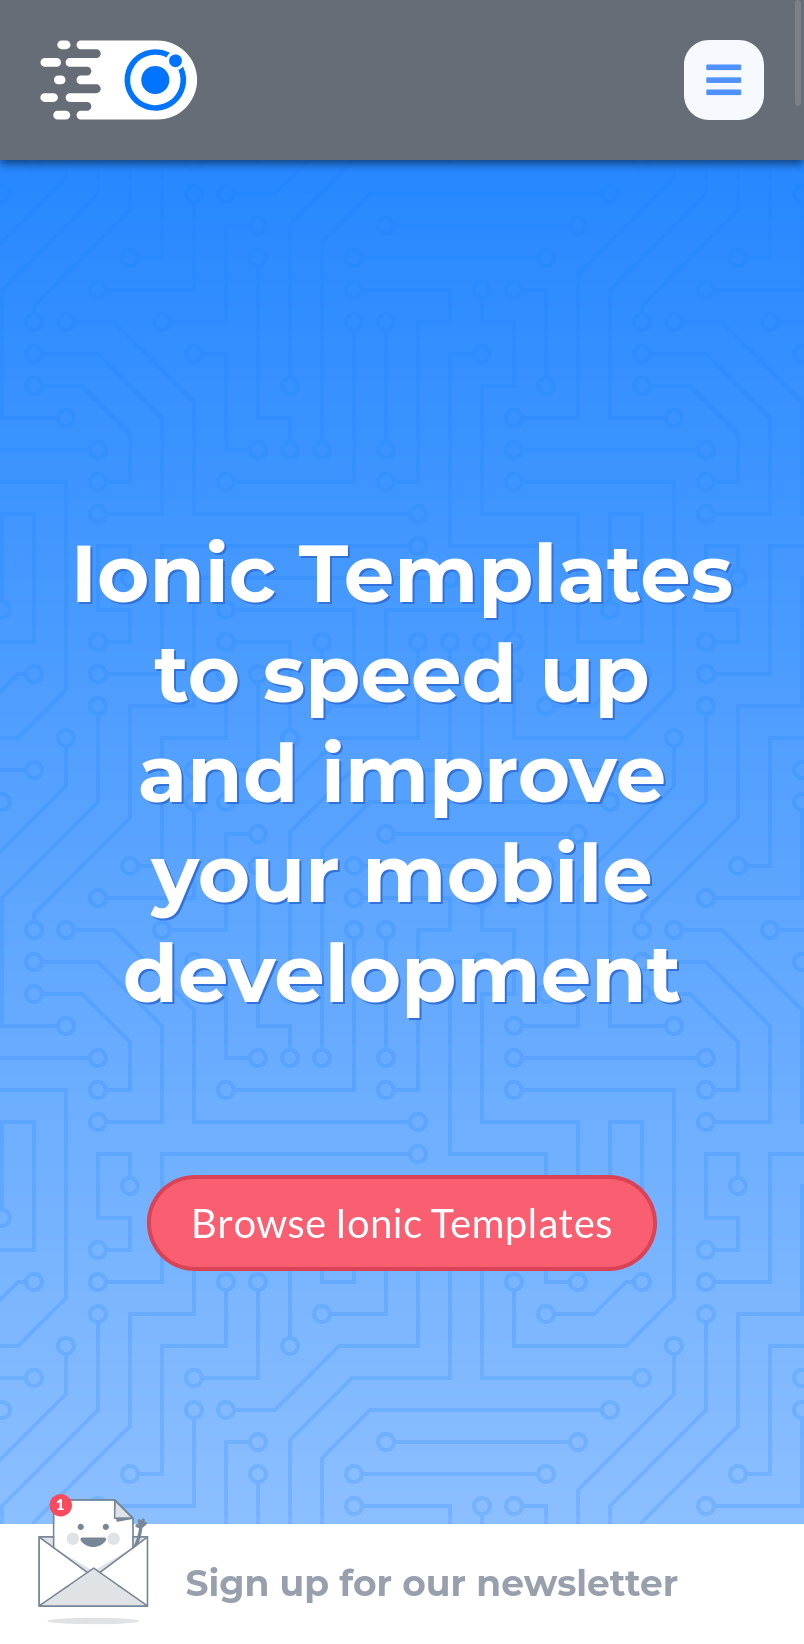 Ionic Templates
to speed up
and improve
your mobile
development
Browse Ionic Templates
1
Sign up for our newsletter